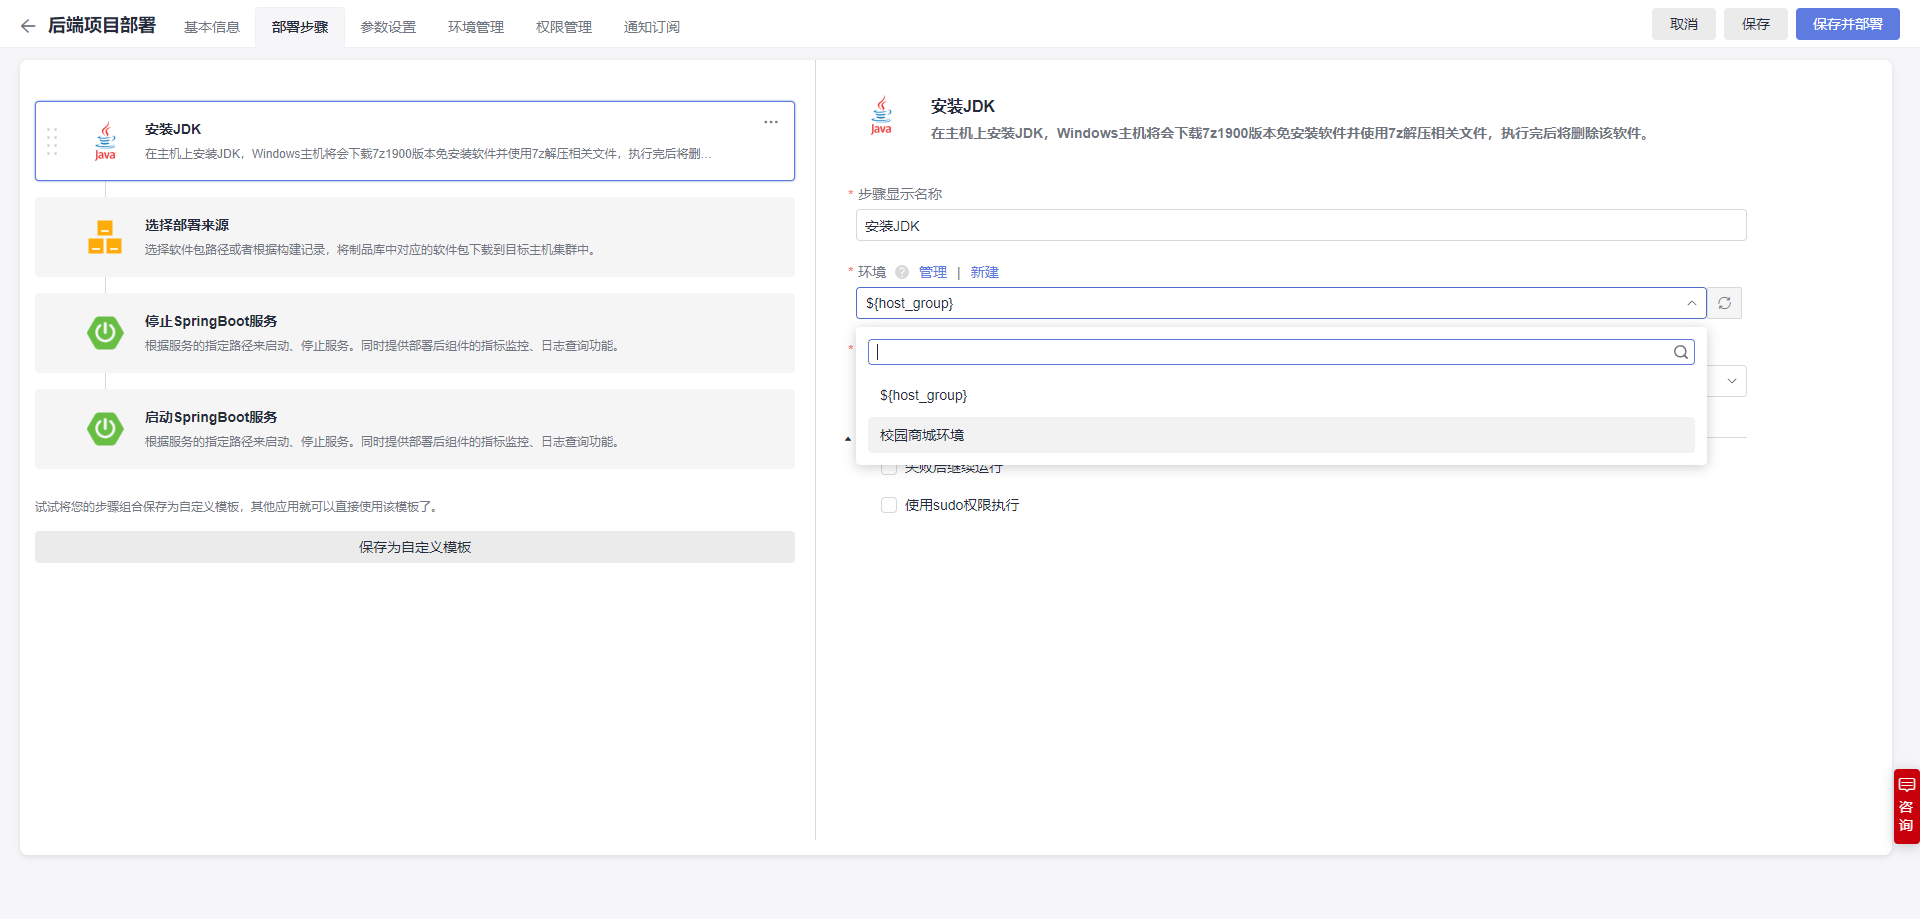 后端项目部署 基本信息 部署步骤 参数设置 环境管理 权限管理 通知订阅 取消 保存 保存并部署
安装JDK
在主机上安装JDK，Windows主机将会下载7z1900版本免安装软件并使用7z解压相关文件，执行完后将删...
选择部署来源
选择软件包路径或者根据构建记录，将制品库中对应的软件包下载到目标主机集群中。
停止SpringBoot服务
根据服务的指定路径来启动、停止服务。同时提供部署后组件的指标监控、日志查询功能。
启动SpringBoot服务
根据服务的指定路径来启动、停止服务。同时提供部署后组件的指标监控、日志查询功能。
试试将您的步骤组合保存为自定义模板，其他应用就可以直接使用该模板了。
保存为自定义模板
安装JDK
在主机上安装JDK，Windows主机将会下载7z1900版本免安装软件并使用7z解压相关文件，执行完后将删除该软件。
* 步骤显示名称
安装JDK
* 环境 ? 管理 | 新建
${host_group}
*
${host_group}
校园商城环境
失败后继续运行
使用sudo权限执行
咨询
Java
Java